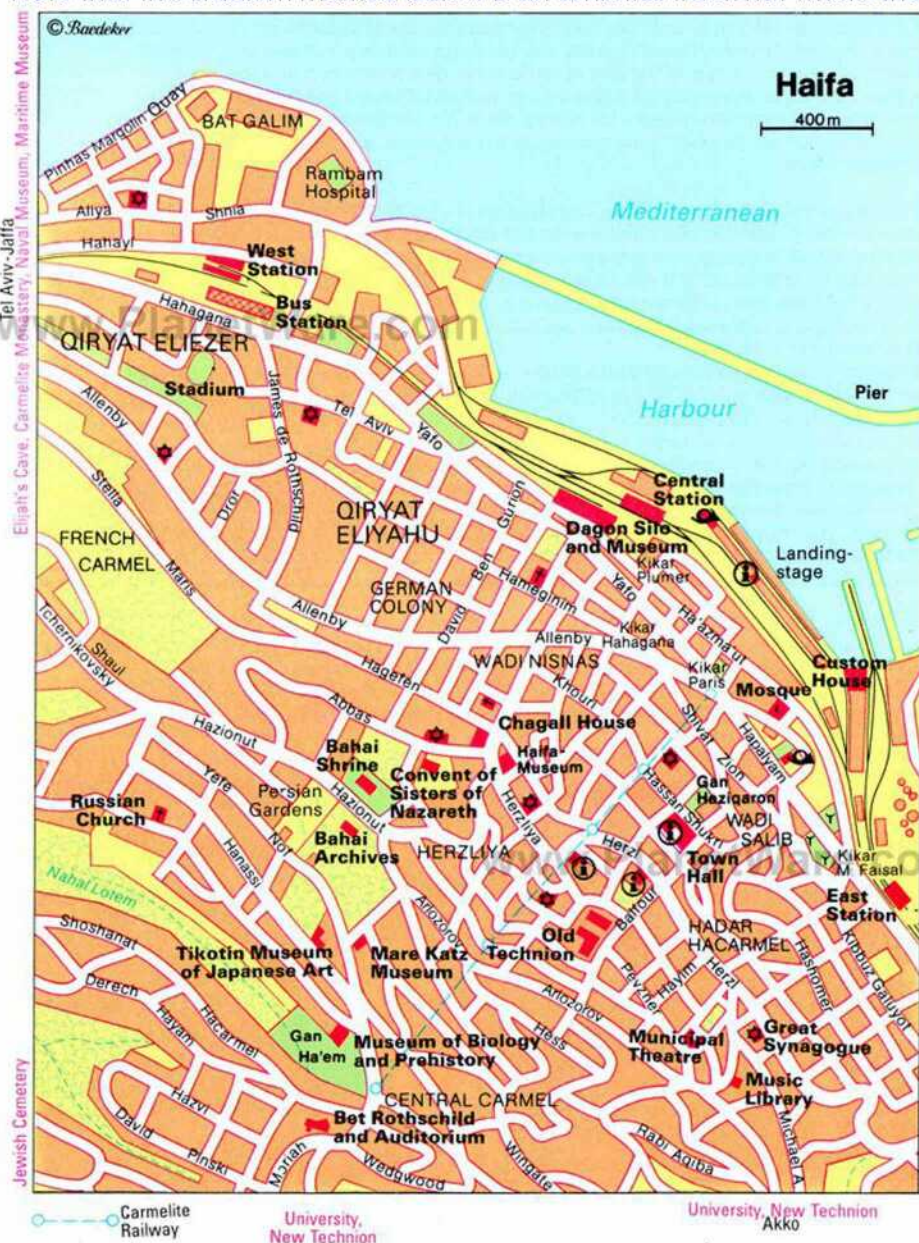 © Baedeker
Haifa
400 m
Pinhas Margolin Quay
BAT GALIM
Rambam
Hospital
Aliya
Shnia
Mediterranean
Hahayl
West
Station
Bus
Station
Hahagana
www.PlanetWare.com
QIRYAT ELIEZER
Stadium
Pier
Harbour
Allenby
James de Rothschild
Tel Aviv
Yafo
Central
Station
Stella
Maris
Dror
QIRYAT
ELIYAHU
Gurion
Ben
David
Dagon Silo
and Museum
Kikar
Plumer
Landing-
stage
FRENCH
CARMEL
GERMAN
COLONY
Hameginim
Yafo
Ha'azma'ut
Tchernikovsky
Shaul
Allenby
Allenby
Kikar
Hahagana
Hagefen
WADI NISNAS
Kikar
Paris
Custom
House
Mosque
Khouri
Abbas
Chagall House
Shivat
Zion
Hapalyam
Hazionut
Bahai
Shrine
Convent of
Sisters of
Nazareth
Haifa-
Museum
Hassan
Shukri
Gan
Haziqaron
Yefe
Nof
Persian
Gardens
Hazionut
Herzliya
WADI
SALIB
Russian
Church
Bahai
Archives
HERZLIYA
Herzl
Town
Hall
www.PlanetWare.co
Kikar
M. Faisal
Hanassi
Balfour
East
Station
Nahal Lotem
Arlozorov
Shoshanat
Old
Technion
HADAR
HACARMEL
Tikotin Museum
of Japanese Art
Mare Katz
Museum
Kibbuz Galuyot
Hashomer
Herzl
Hayim
Pevzner
Derech
Hayam
Hacarmel
Arlozorov
Hess
Gan
Ha'em
Museum of Biology
and Prehistory
Municipal
Theatre
Great
Synagogue
Music
Library
CENTRAL CARMEL
Hazvi
David
Pinski
Bet Rothschild
and Auditorium
Moriah
Wedgwood
Wingate
Rabi Aqiba
Michael A
Tel Aviv-Jaffa
Elijah's Cave, Carmelite Monastery, Naval Museum, Maritime Museum
Jewish Cemetery
Carmelite
Railway
University,
New Technion
University, New Technion
Akko